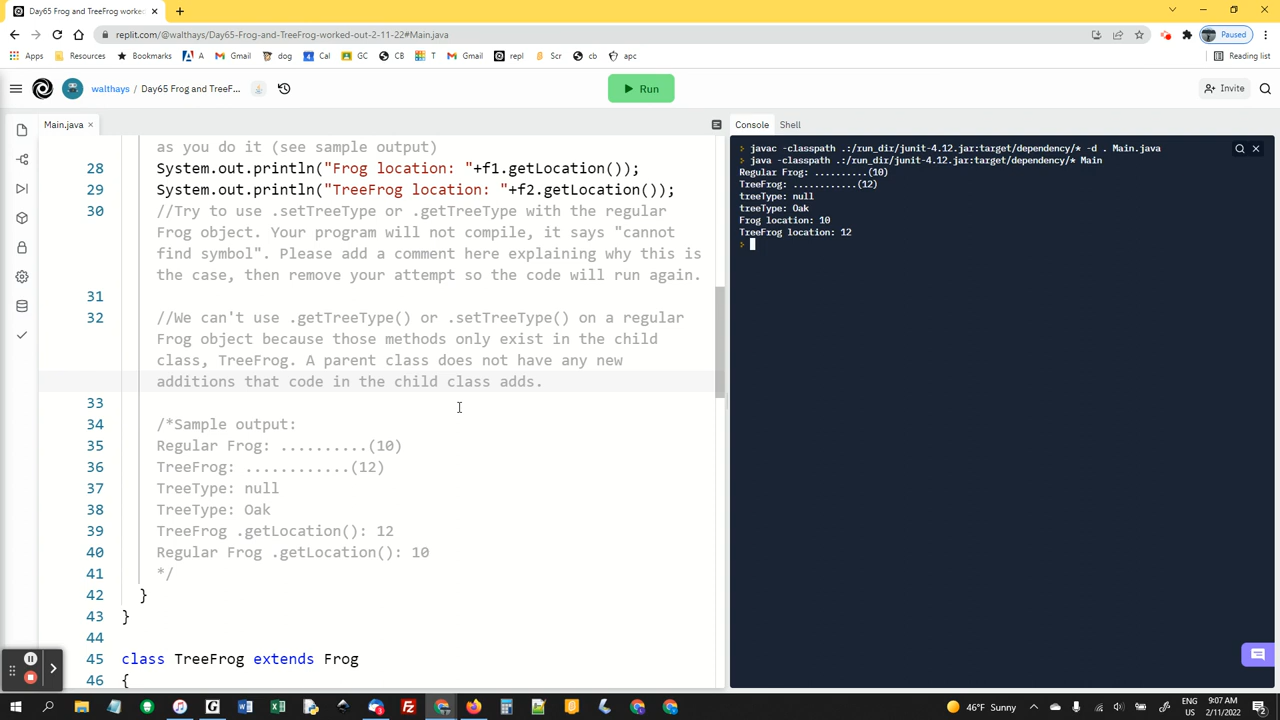 Day65 Frog and TreeFrog worke
replit.com/@walthays/Day65-Frog-and-TreeFrog-worked-out-2-11-22#Main.java
Paused
Apps Resources Bookmarks A Gmail dog Cal GC CB T Gmail repl Scr cb apc Reading list
walthays / Day65 Frog and TreeF... Run Invite
Main.java
Console Shell
as you do it (see sample output)
28 System.out.println("Frog location: "+f1.getLocation());
29 System.out.println("TreeFrog location: "+f2.getLocation());
30 //Try to use .setTreeType or .getTreeType with the regular
Frog object. Your program will not compile, it says "cannot
find symbol". Please add a comment here explaining why this is
the case, then remove your attempt so the code will run again.
31
32 //We can't use .getTreeType() or .setTreeType() on a regular
Frog object because those methods only exist in the child
class, TreeFrog. A parent class does not have any new
additions that code in the child class adds.
33
34 /*Sample output:
35 Regular Frog: ..........(10)
36 TreeFrog: ............(12)
37 TreeType: null
38 TreeType: Oak
39 TreeFrog .getLocation(): 12
40 Regular Frog .getLocation(): 10
41 */
42 }
43 }
44
45 class TreeFrog extends Frog
46 {
> javac -classpath .:/run_dir/junit-4.12.jar:target/dependency/* -d . Main.java
> java -classpath .:/run_dir/junit-4.12.jar:target/dependency/* Main
Regular Frog: ..........(10)
TreeFrog: ............(12)
treeType: null
treeType: Oak
Frog location: 10
TreeFrog location: 12
>
46°F Sunny
ENG
US
9:07 AM
2/11/2022